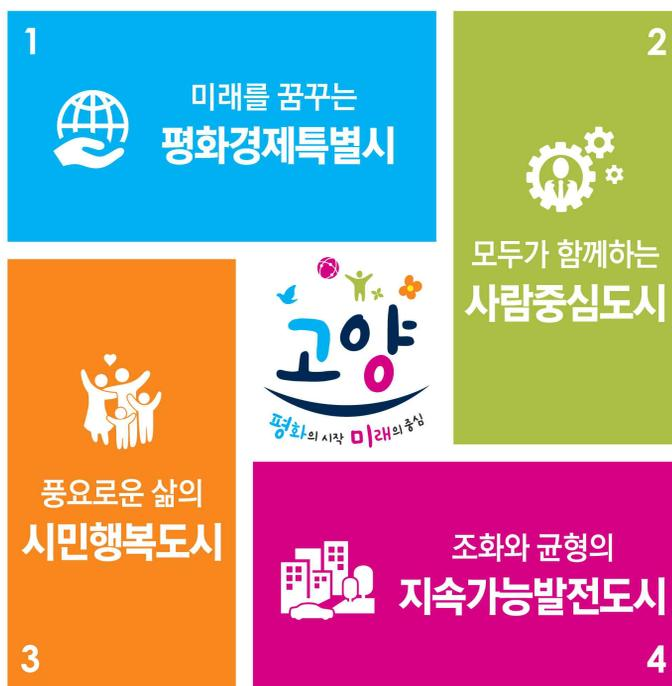 1
미래를 꿈꾸는
평화경제특별시
2
모두가 함께하는
사람중심도시
고양
평화의 시작 미래의 중심
풍요로운 삶의
시민행복도시
3
조화와 균형의
지속가능발전도시
4